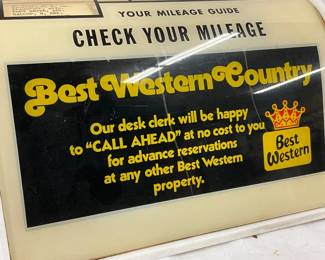 YOUR MILEAGE GUIDE
CHECK YOUR MILEAGE
Best Western Country
Our desk clerk will be happy
to "CALL AHEAD" at no cost to you
for advance reservations
at any other Best Western
property.
Best
Western